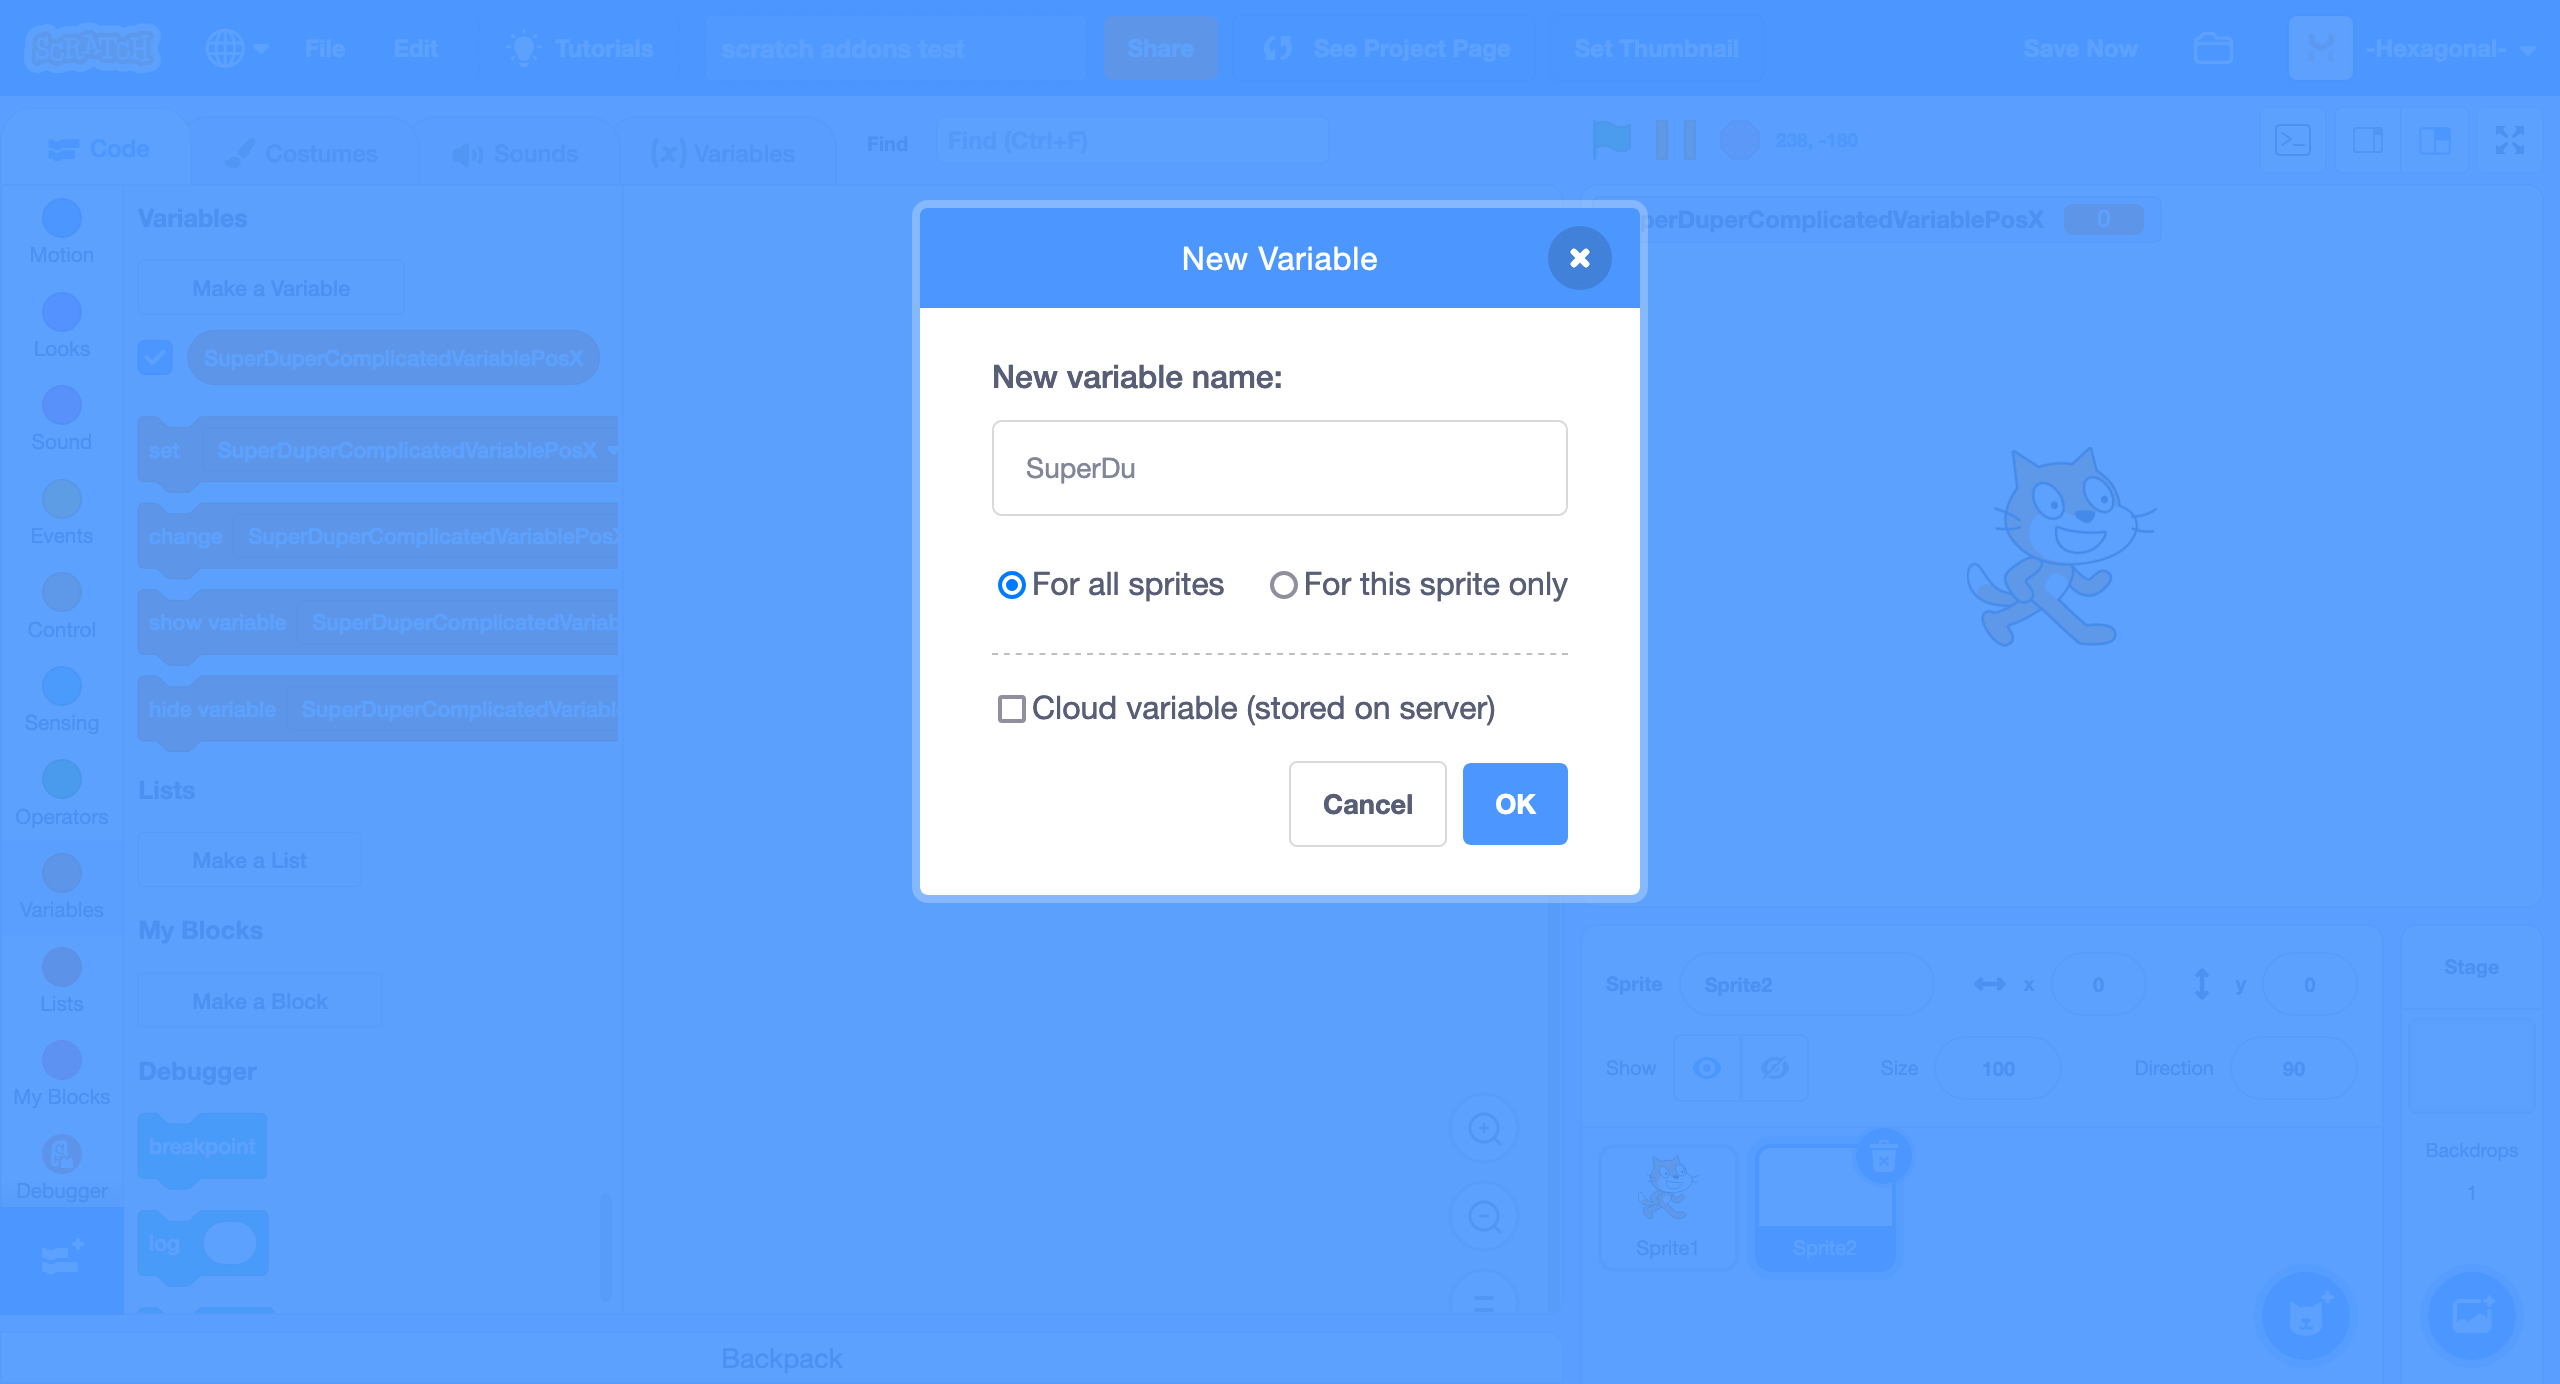 SCRATCH
File
Edit
Tutorials
scratch addons test
Share
See Project Page
Set Thumbnail
Save Now
-Hexagonal-
Code
Costumes
Sounds
(x) Variables
Find
Find (Ctrl+F)
238, -180
Motion
Looks
Sound
Events
Control
Sensing
Operators
Variables
Lists
My Blocks
Debugger
Variables
Make a Variable
SuperDuperComplicatedVariablePosX
set SuperDuperComplicatedVariablePosX
change SuperDuperComplicatedVariablePosX
show variable SuperDuperComplicatedVariab
hide variable SuperDuperComplicatedVariabl
Lists
Make a List
My Blocks
Make a Block
Debugger
breakpoint
log
Backpack
New Variable
New variable name:
SuperDu
For all sprites
For this sprite only
Cloud variable (stored on server)
Cancel
OK
perDuperComplicatedVariablePosX 0
Sprite
Sprite2
x
0
y
0
Show
Size
100
Direction
90
Sprite1
Sprite2
Stage
Backdrops
1